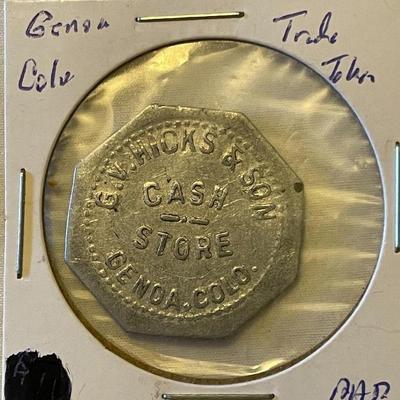 Genoa Trade
Colo Token
G.V. HICKS & SON
CASH
STORE
GENOA, COLO.